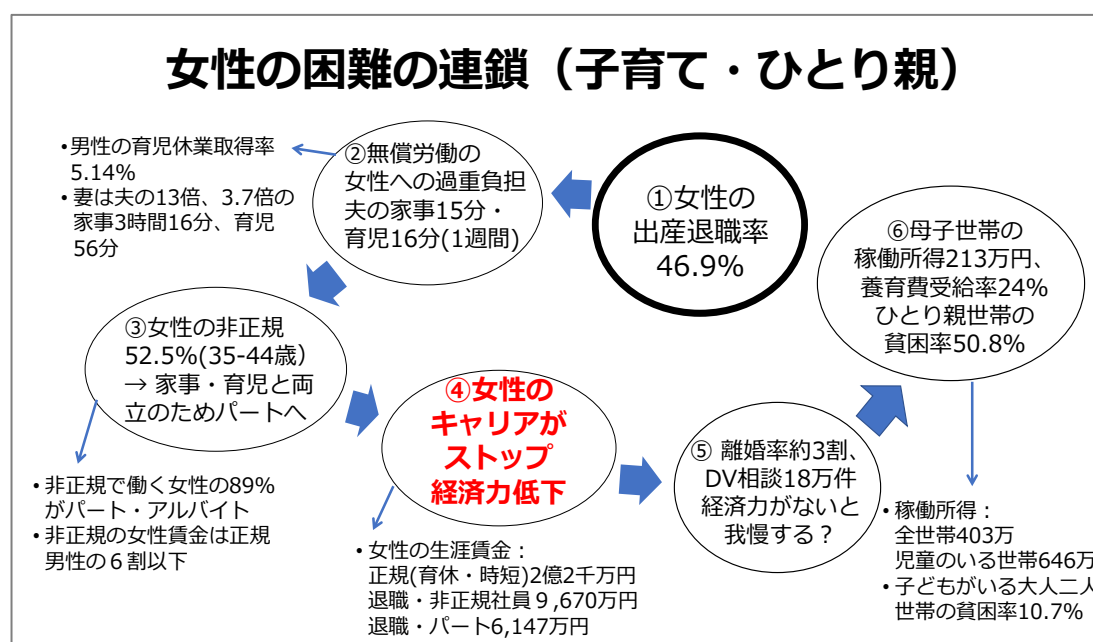 女性の困難の連鎖（子育て・ひとり親）
①女性の
出産退職率
46.9%
②無償労働の
女性への過重負担
夫の家事15分・
育児16分(1週間)
•男性の育児休業取得率
5.14%
•妻は夫の13倍、3.7倍の
家事3時間16分、育児
56分
③女性の非正規
52.5%(35-44歳）
→ 家事・育児と両
立のためパートへ
•非正規で働く女性の89%
がパート・アルバイト
•非正規の女性賃金は正規
男性の６割以下
④女性の
キャリアが
ストップ
経済力低下
•女性の生涯賃金：
正規(育休・時短)2億2千万円
退職・非正規社員９,670万円
退職・パート6,147万円
⑤ 離婚率約3割、
DV相談18万件
経済力がないと
我慢する？
⑥母子世帯の
稼働所得213万円、
養育費受給率24%
ひとり親世帯の
貧困率50.8%
•稼働所得：
全世帯403万
児童のいる世帯646万
•子どもがいる大人二人
世帯の貧困率10.7%